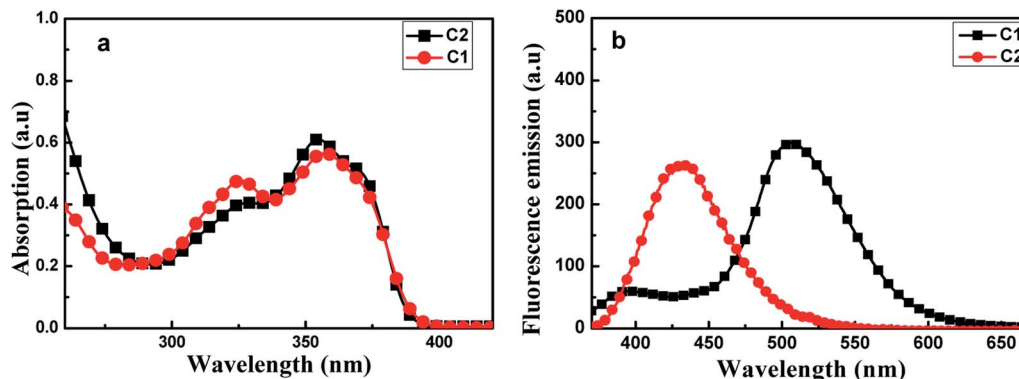 a
C2
C1
1.0
0.8
0.6
0.4
0.2
0.0
300
350
400
Absorption (a.u)
Wavelength (nm)
b
C1
C2
500
400
300
200
100
0
400
450
500
550
600
650
Fluorescence emission (a.u)
Wavelength (nm)